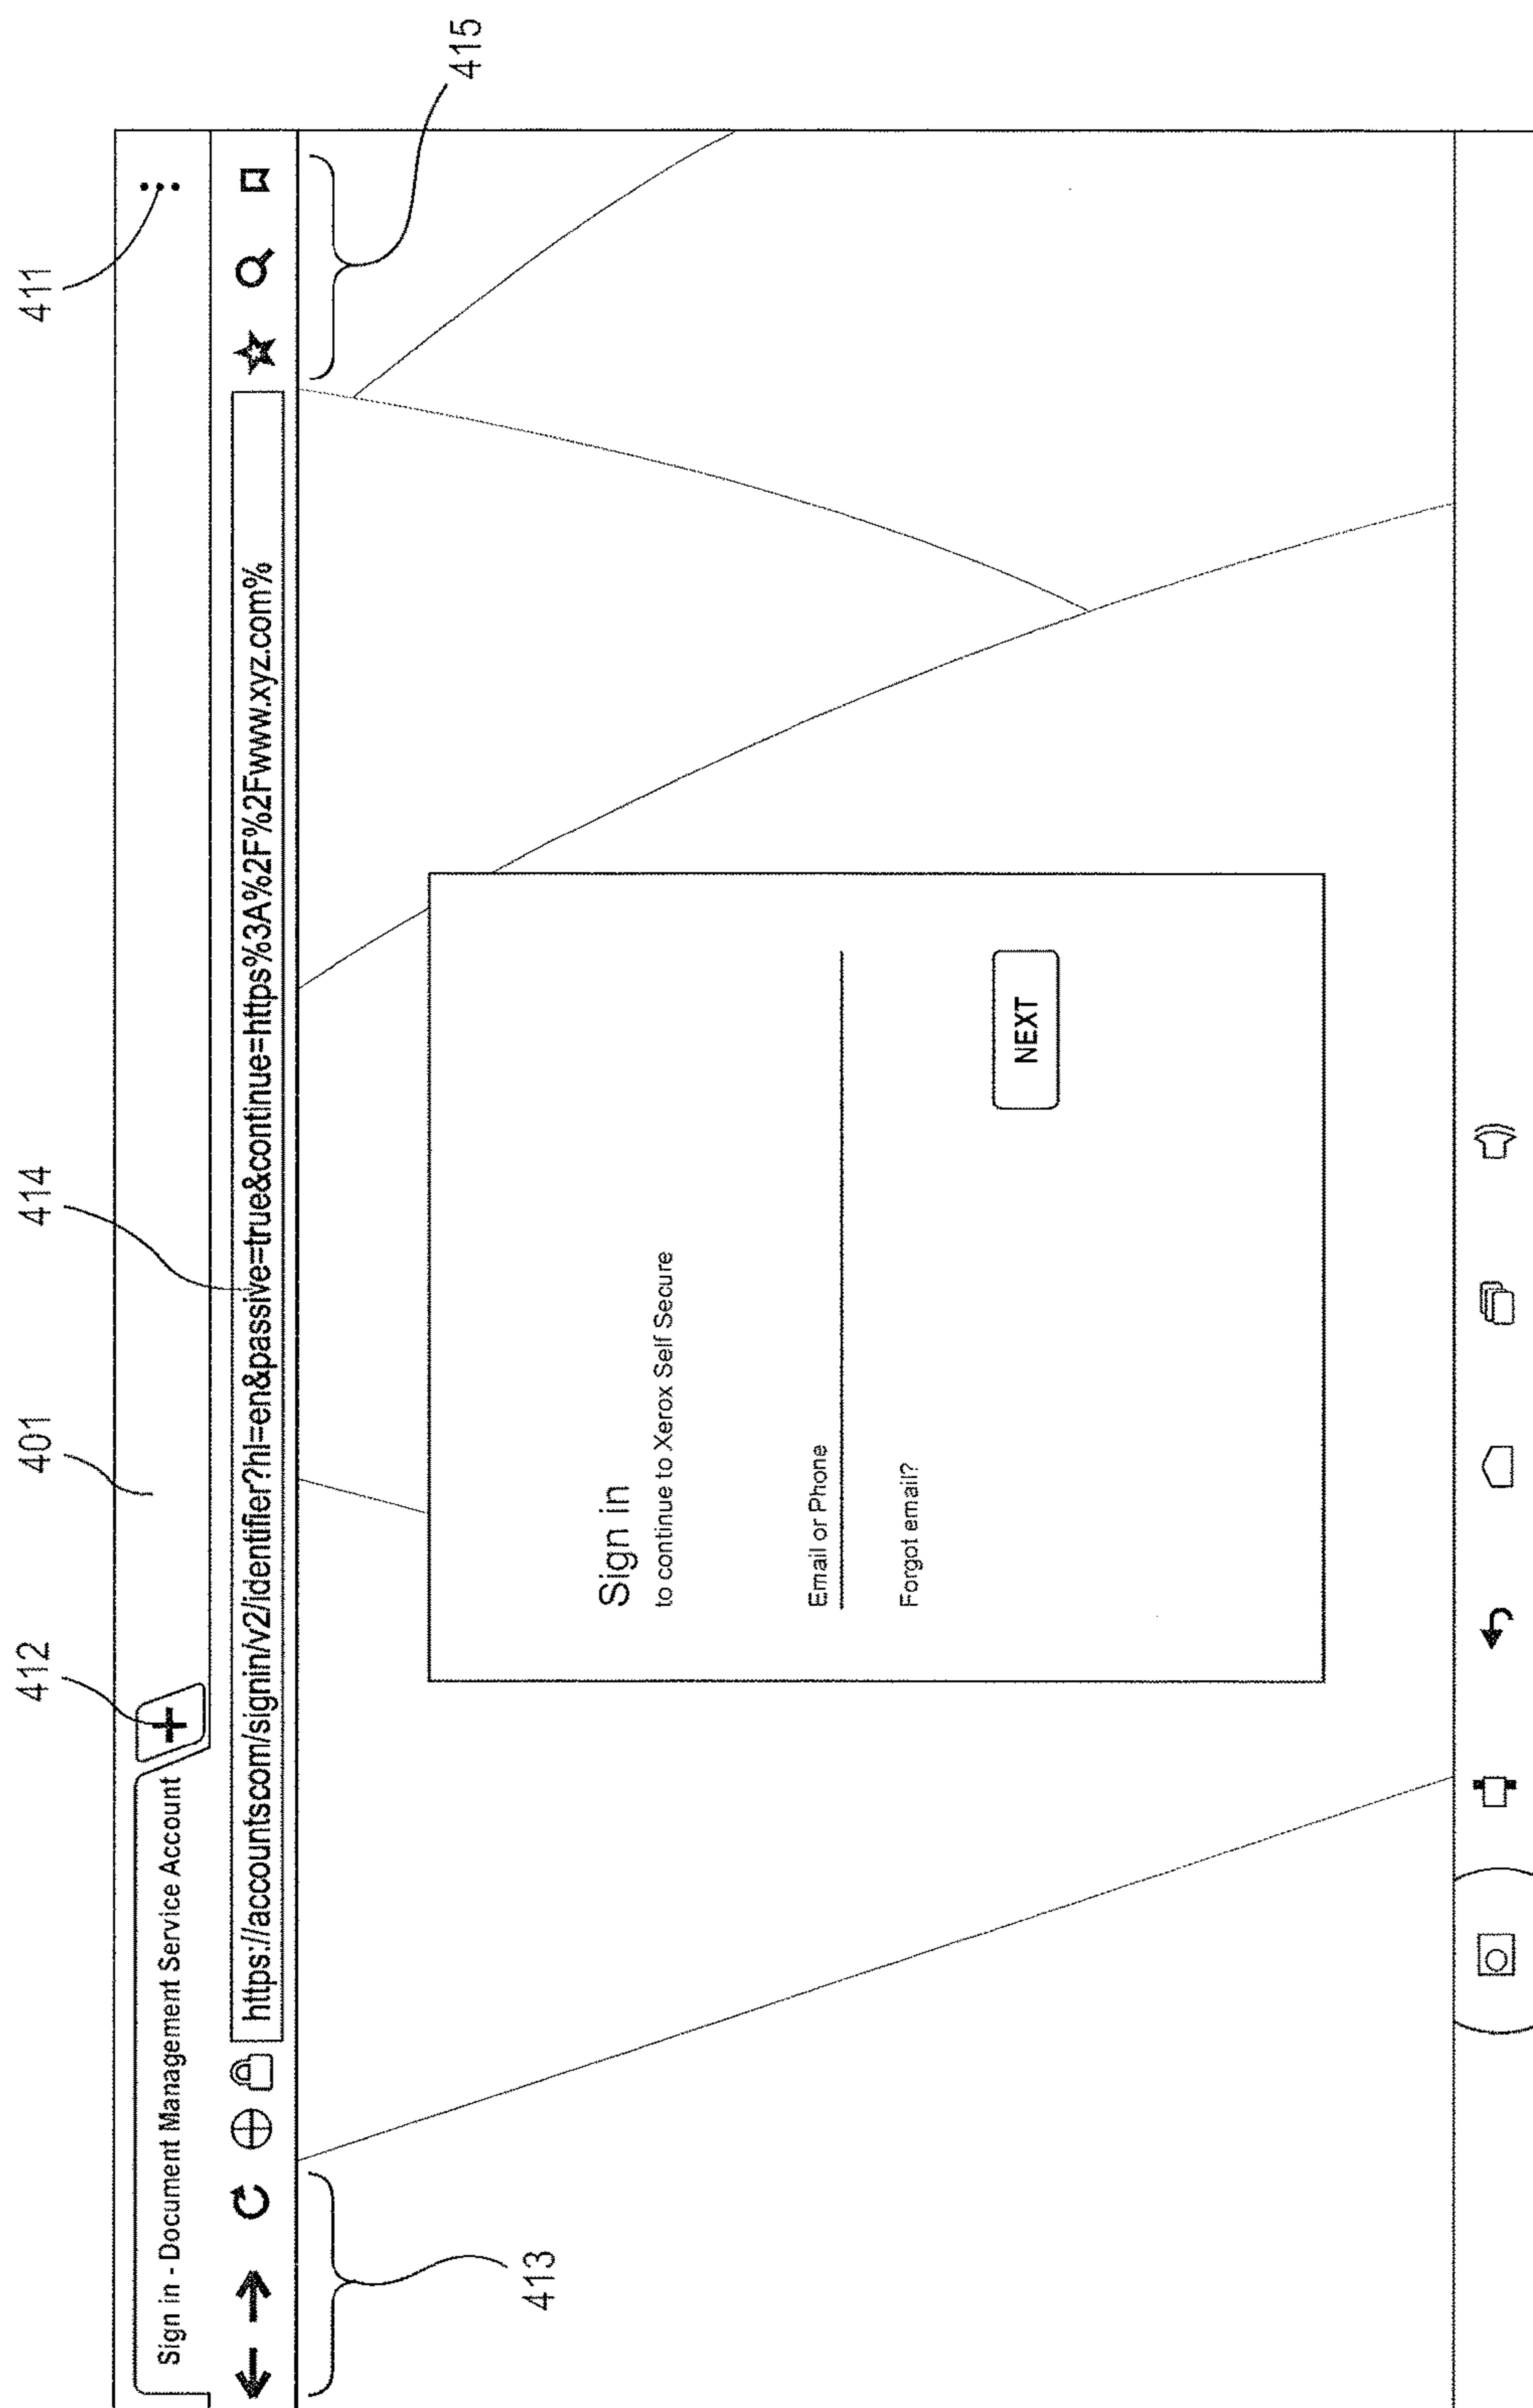 412
401
414
411
Sign in - Document Management Service Account
https://accountscom/signin/v2/identifier?hl=en&passive=true&continue=https%3A%2F%2Fwww.xyz.com%
415
413
Sign in
to continue to Xerox Self Secure
Email or Phone
Forgot email?
NEXT